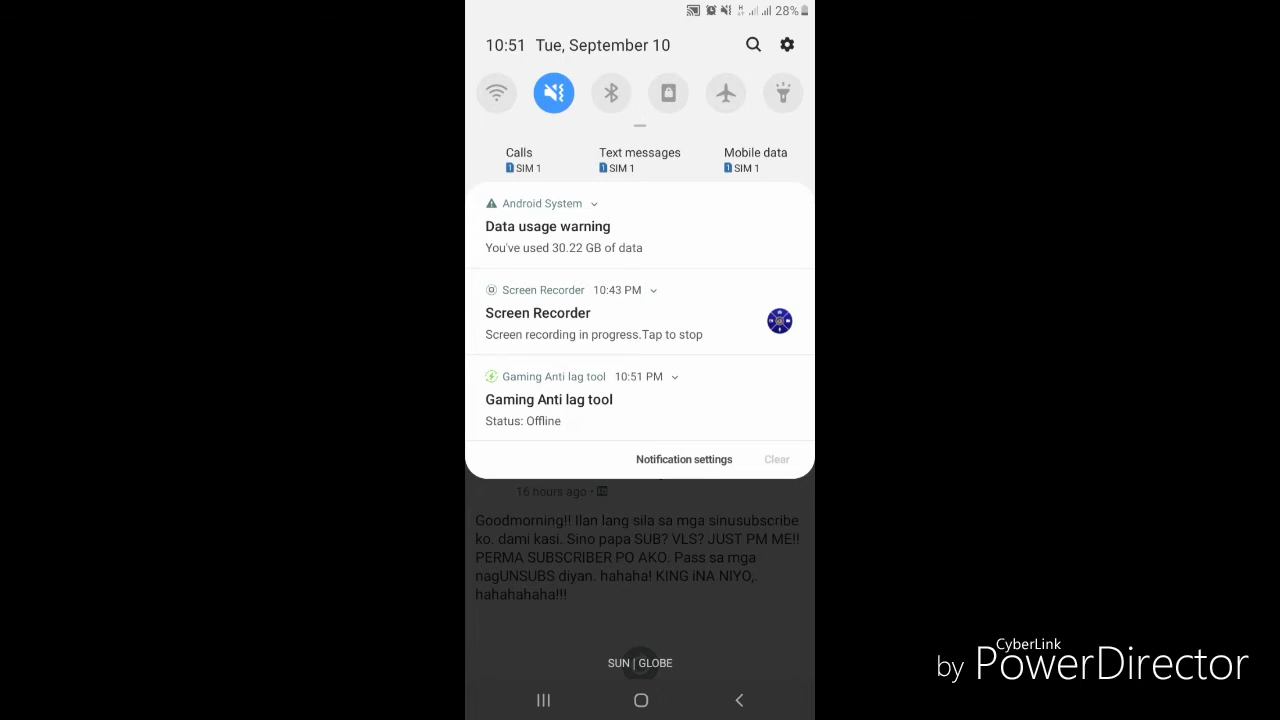 28%
10:51 Tue, September 10
Calls
1 SIM 1
Text messages
1 SIM 1
Mobile data
1 SIM 1
Android System
Data usage warning
You've used 30.22 GB of data
Screen Recorder 10:43 PM
Screen Recorder
Screen recording in progress.Tap to stop
Gaming Anti lag tool 10:51 PM
Gaming Anti lag tool
Status: Offline
Notification settings Clear
16 hours ago •
Goodmorning!! Ilan lang sila sa mga sinusubscribe
ko. dami kasi. Sino papa SUB? VLS? JUST PM ME!!
PERMA SUBSCRIBER PO AKO. Pass sa mga
nagUNSUBS diyan. hahaha! KING iNA NIYO,.
hahahahaha!!!
SUN | GLOBE
CyberLink
by PowerDirector